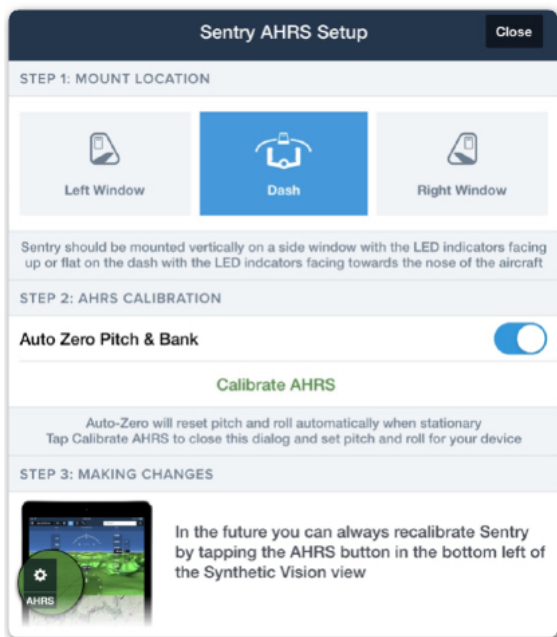 Sentry AHRS Setup
Close
STEP 1: MOUNT LOCATION
Left Window
Dash
Right Window
Sentry should be mounted vertically on a side window with the LED indicators facing
up or flat on the dash with the LED indcators facing towards the nose of the aircraft
STEP 2: AHRS CALIBRATION
Auto Zero Pitch & Bank
Calibrate AHRS
Auto-Zero will reset pitch and roll automatically when stationary
Tap Calibrate AHRS to close this dialog and set pitch and roll for your device
STEP 3: MAKING CHANGES
AHRS
In the future you can always recalibrate Sentry
by tapping the AHRS button in the bottom left of
the Synthetic Vision view